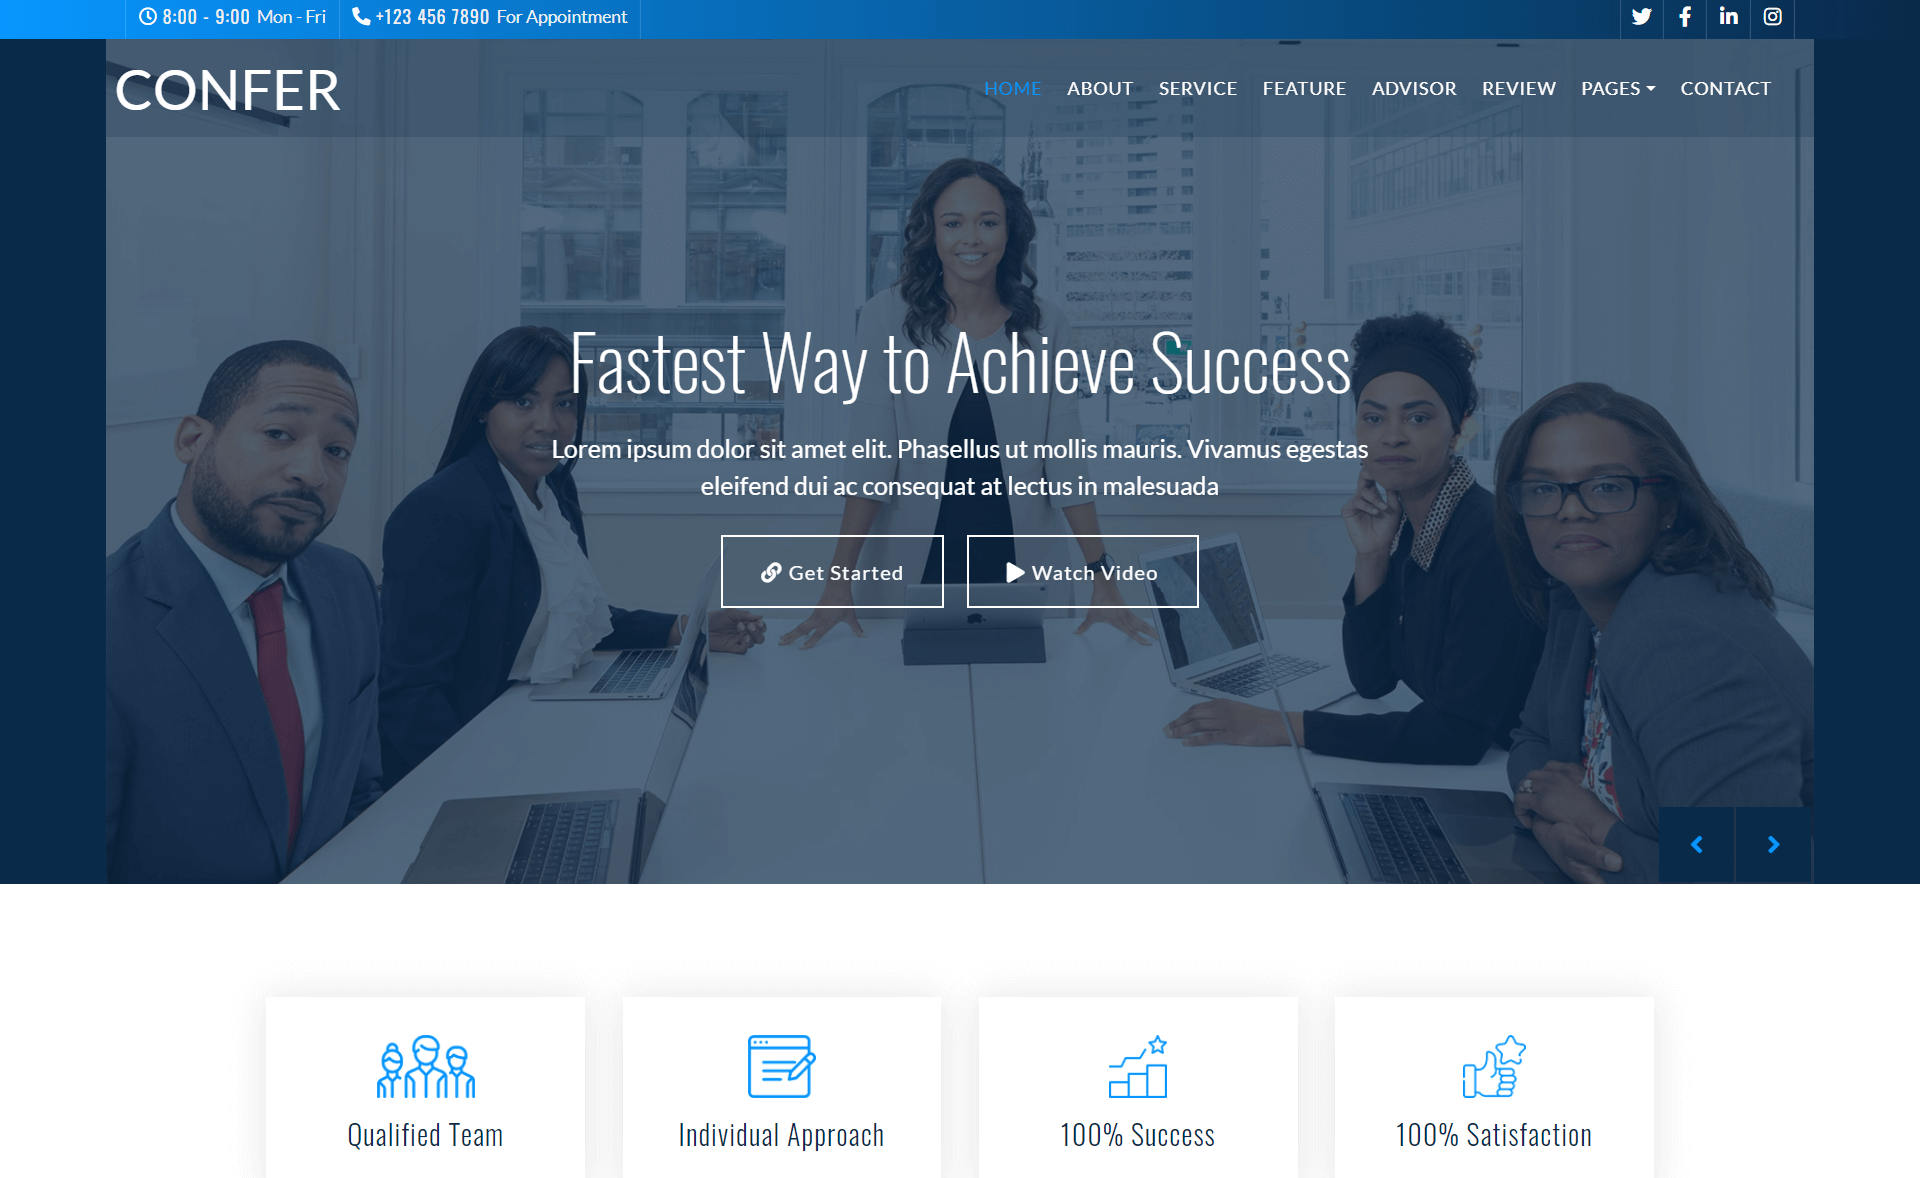 8:00 - 9:00 Mon - Fri
+123 456 7890 For Appointment
CONFER
HOME ABOUT SERVICE FEATURE ADVISOR REVIEW PAGES CONTACT
Fastest Way to Achieve Success
Lorem ipsum dolor sit amet elit. Phasellus ut mollis mauris. Vivamus egestas
eleifend dui ac consequat at lectus in malesuada
Get Started
Watch Video
Qualified Team
Individual Approach
100% Success
100% Satisfaction